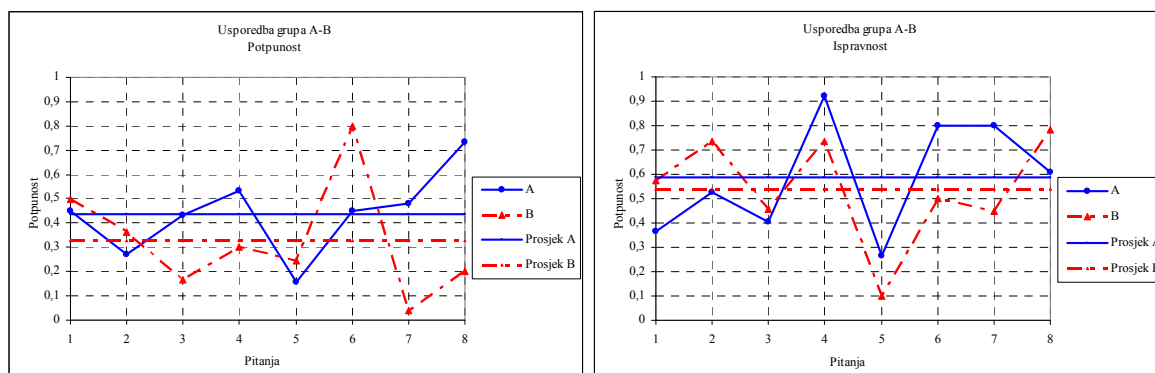 Usporedba grupa A-B
Potpunost
Potpunost
1
0,9
0,8
0,7
0,6
0,5
0,4
0,3
0,2
0,1
0
1 2 3 4 5 6 7 8
Pitanja
A
B
Prosjek A
Prosjek B
Usporedba grupa A-B
Ispravnost
Potpunost
1
0,9
0,8
0,7
0,6
0,5
0,4
0,3
0,2
0,1
0
1 2 3 4 5 6 7 8
Pitanja
A
B
Prosjek A
Prosjek B